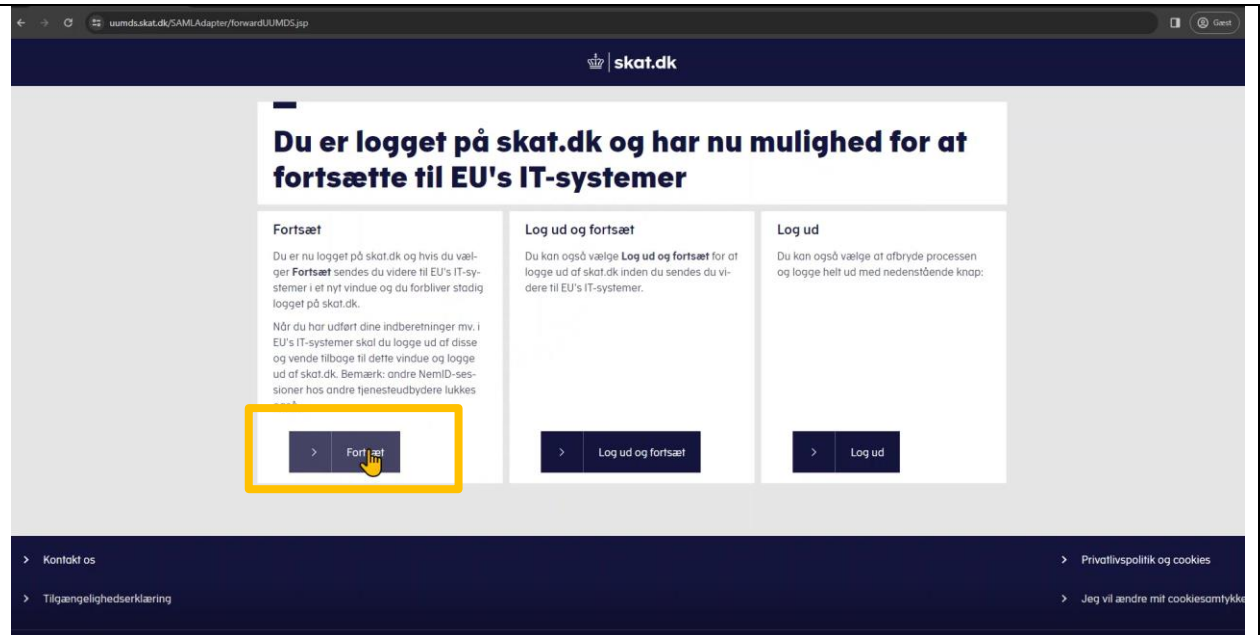 uumds.skat.dk/SAMLAdapter/forwardUUMDS.jsp
Gæst
skat.dk
Du er logget på skat.dk og har nu mulighed for at
fortsætte til EU's IT-systemer
Fortsæt
Du er nu logget på skat.dk og hvis du væl-
ger Fortsæt sendes du videre til EU's IT-sy-
stemer i et nyt vindue og du forbliver stadig
logget på skat.dk.
Når du har udført dine indberetninger mv. i
EU's IT-systemer skal du logge ud af disse
og vende tilbage til dette vindue og logge
ud af skat.dk. Bemærk: andre NemID-ses-
sioner hos andre tjenesteudbydere lukkes
Fortsæt
Log ud og fortsæt
Du kan også vælge Log ud og fortsæt for at
logge ud af skat.dk inden du sendes du vi-
dere til EU's IT-systemer.
Log ud og fortsæt
Log ud
Du kan også vælge at afbryde processen
og logge helt ud med nedenstående knap:
Log ud
Kontakt os
Tilgængelighedserklæring
Privatlivspolitik og cookies
Jeg vil ændre mit cookiesamtykke